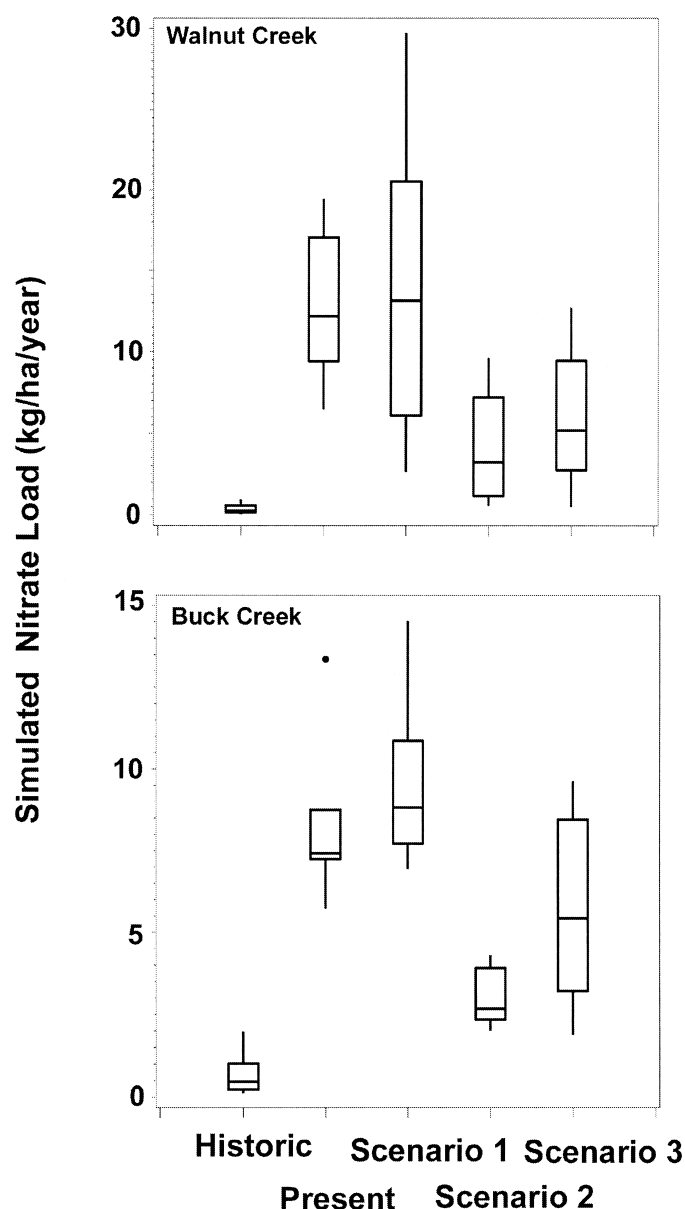 Simulated Nitrate Load (kg/ha/year)
Walnut Creek
30
20
10
0
Buck Creek
15
10
5
0
Historic Scenario 1 Scenario 3
Present Scenario 2